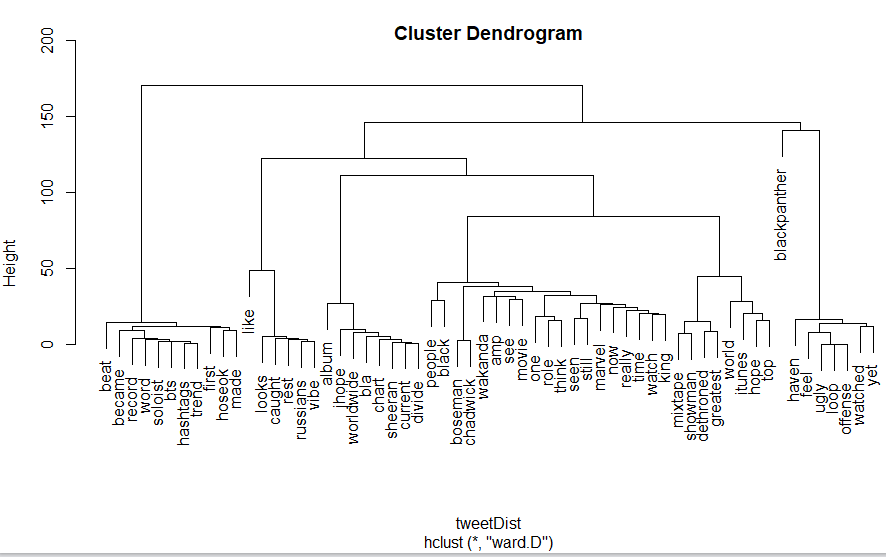 Cluster Dendrogram
Height
200
150
100
50
0
beat
became
record
word
soloist
bts
hashtags
trend
first
hoseok
made
like
looks
caught
rest
russians
vibe
album
jhope
worldwide
bla
chart
sheeran
current
divide
people
black
boseman
chadwick
wakanda
amp
see
movie
one
role
think
seen
still
marvel
now
really
time
watch
king
mixtape
showman
dethroned
greatest
world
itunes
hope
top
blackpanther
haven
feel
ugly
loop
offense
watched
yet
tweetDist
hclust (*, "ward.D")